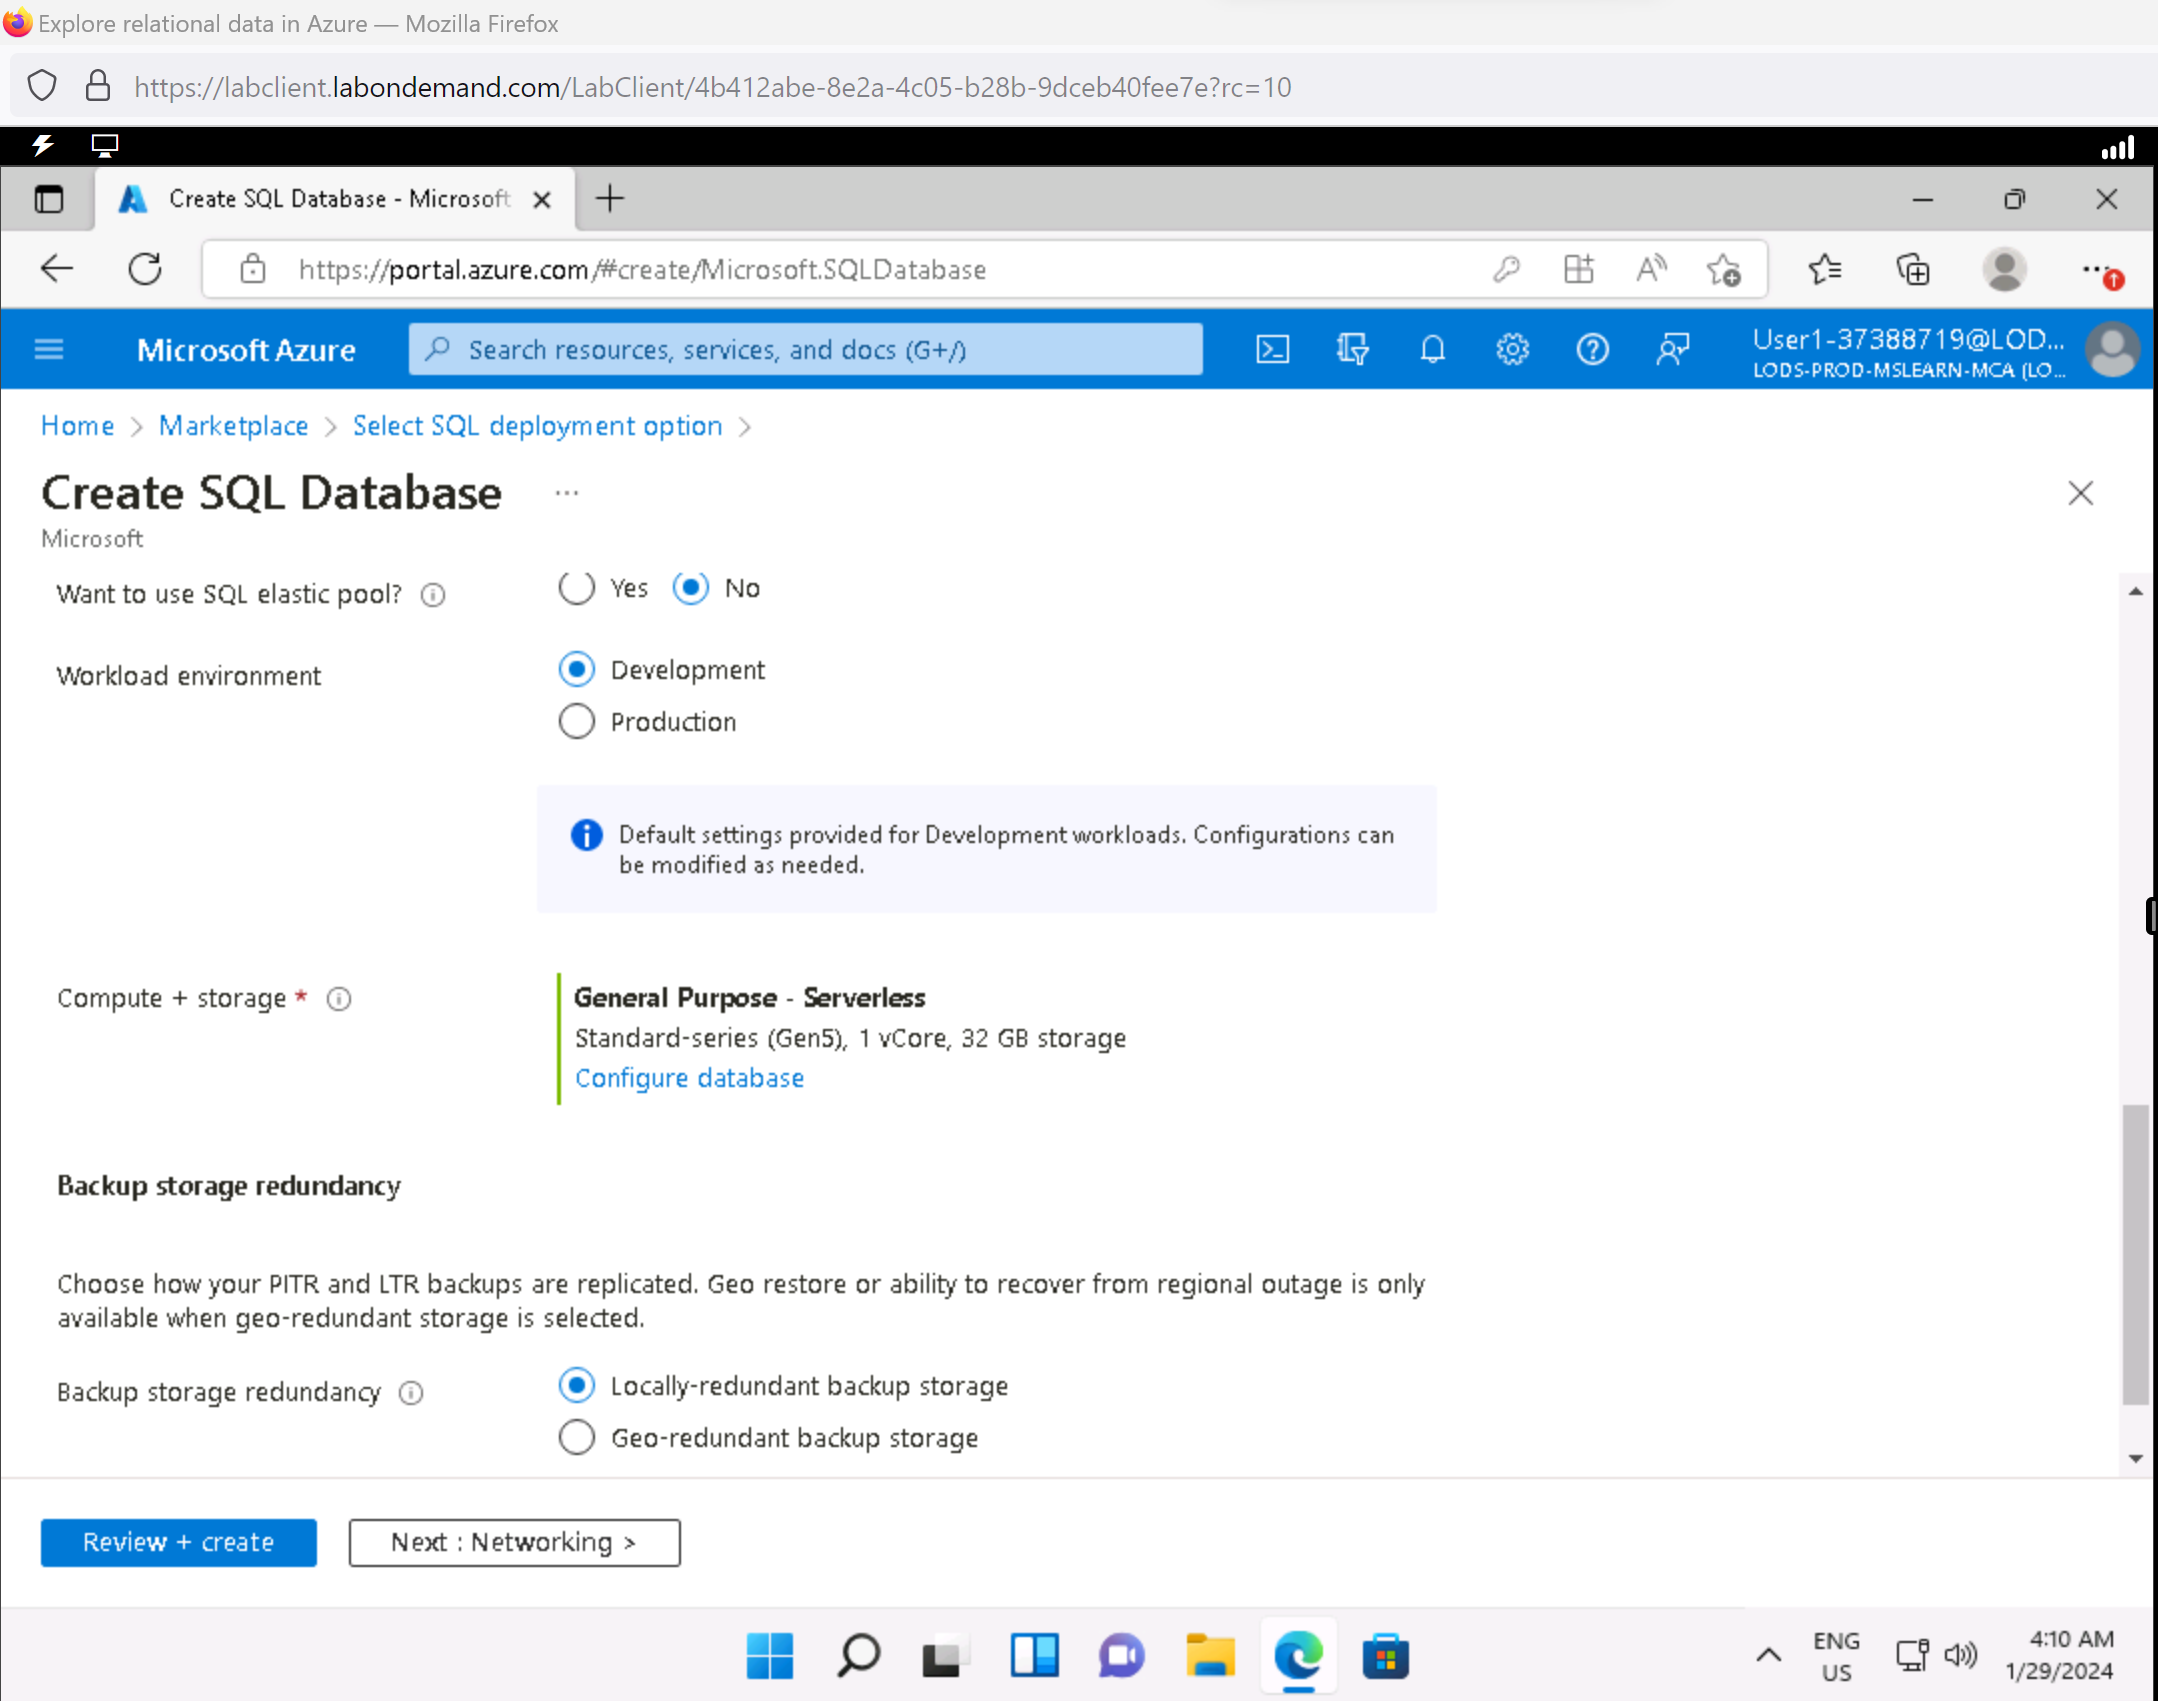 Explore relational data in Azure — Mozilla Firefox
https://labclient.labondemand.com/LabClient/4b412abe-8e2a-4c05-b28b-9dceb40fee7e?rc=10
Create SQL Database - Microsoft
https://portal.azure.com/#create/Microsoft.SQLDatabase
Microsoft Azure
Search resources, services, and docs (G+/)
User1-37388719@LOD...
LODS-PROD-MSLEARN-MCA (LO...
Home > Marketplace > Select SQL deployment option >
Create SQL Database ...
Microsoft
Want to use SQL elastic pool? Yes No
Workload environment Development
Production
Default settings provided for Development workloads. Configurations can
be modified as needed.
Compute + storage * General Purpose - Serverless
Standard-series (Gen5), 1 vCore, 32 GB storage
Configure database
Backup storage redundancy
Choose how your PITR and LTR backups are replicated. Geo restore or ability to recover from regional outage is only
available when geo-redundant storage is selected.
Backup storage redundancy Locally-redundant backup storage
Geo-redundant backup storage
Review + create Next : Networking >
ENG
US
4:10 AM
1/29/2024